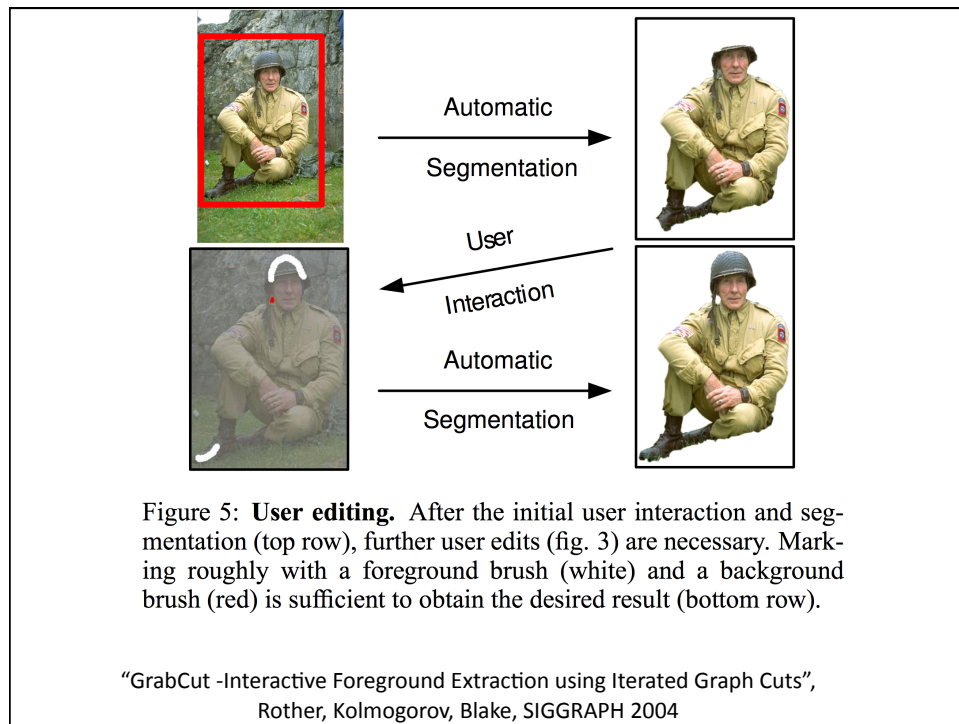 Automatic
Segmentation
User
Interaction
Automatic
Segmentation
Figure 5: User editing. After the initial user interaction and seg-
mentation (top row), further user edits (fig. 3) are necessary. Mark-
ing roughly with a foreground brush (white) and a background
brush (red) is sufficient to obtain the desired result (bottom row).
“GrabCut -Interactive Foreground Extraction using Iterated Graph Cuts”,
Rother, Kolmogorov, Blake, SIGGRAPH 2004